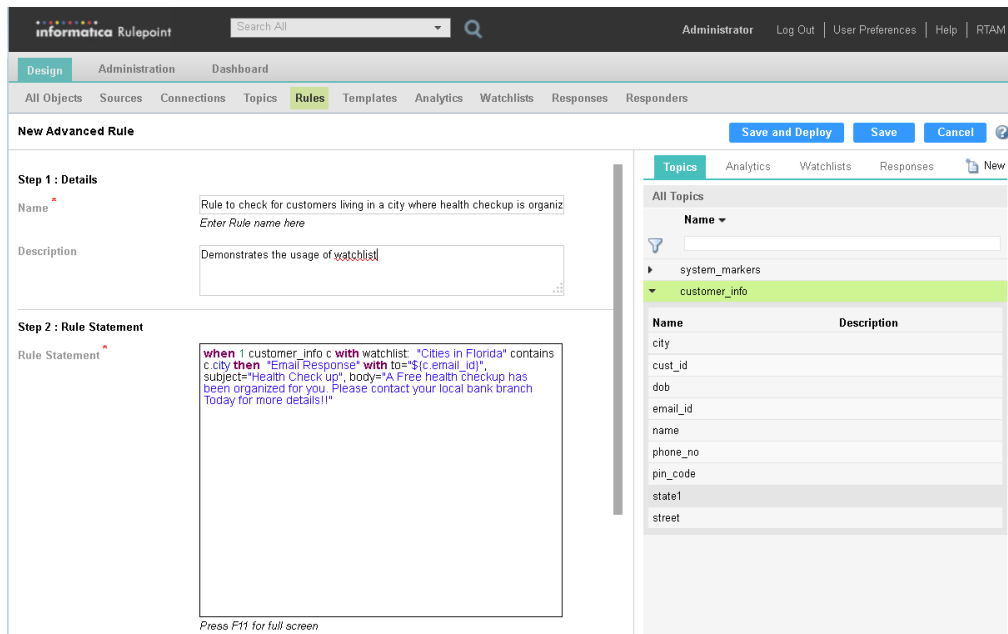 informatica Rulepoint
Search All
Administrator Log Out User Preferences Help RTAM
Design Administration Dashboard
All Objects Sources Connections Topics Rules Templates Analytics Watchlists Responses Responders
New Advanced Rule
Save and Deploy Save Cancel ?
Step 1 : Details
Name *
Rule to check for customers living in a city where health checkup is organiz
Enter Rule name here
Description
Demonstrates the usage of watchlist
Step 2 : Rule Statement
Rule Statement *
when 1 customer_info c with watchlist: "Cities in Florida" contains
c.city then "Email Response" with to="${c.email_id}",
subject="Health Check up", body="A Free health checkup has
been organized for you. Please contact your local bank branch
Today for more details!!"
Press F11 for full screen
Topics Analytics Watchlists Responses New
All Topics
Name
system_markers
customer_info
Name Description
city
cust_id
dob
email_id
name
phone_no
pin_code
state1
street